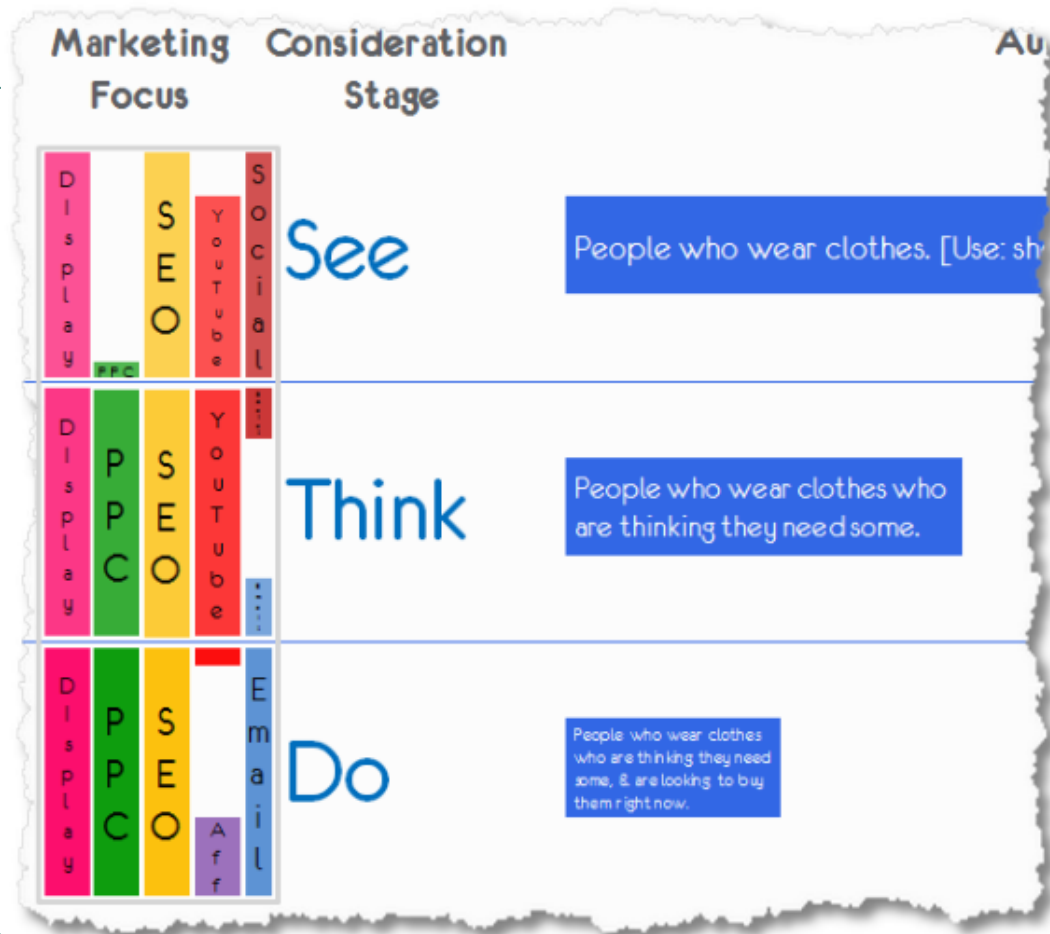 Marketing Focus
Consideration Stage
Au
Display
PPC
SEO
YouTube
Social
See
People who wear clothes. [Use: sh
Display
PPC
SEO
YouTube
Think
People who wear clothes who
are thinking they need some.
Display
PPC
SEO
Aff
Email
Do
People who wear clothes
who are thinking they need
some, & are looking to buy
them right now.